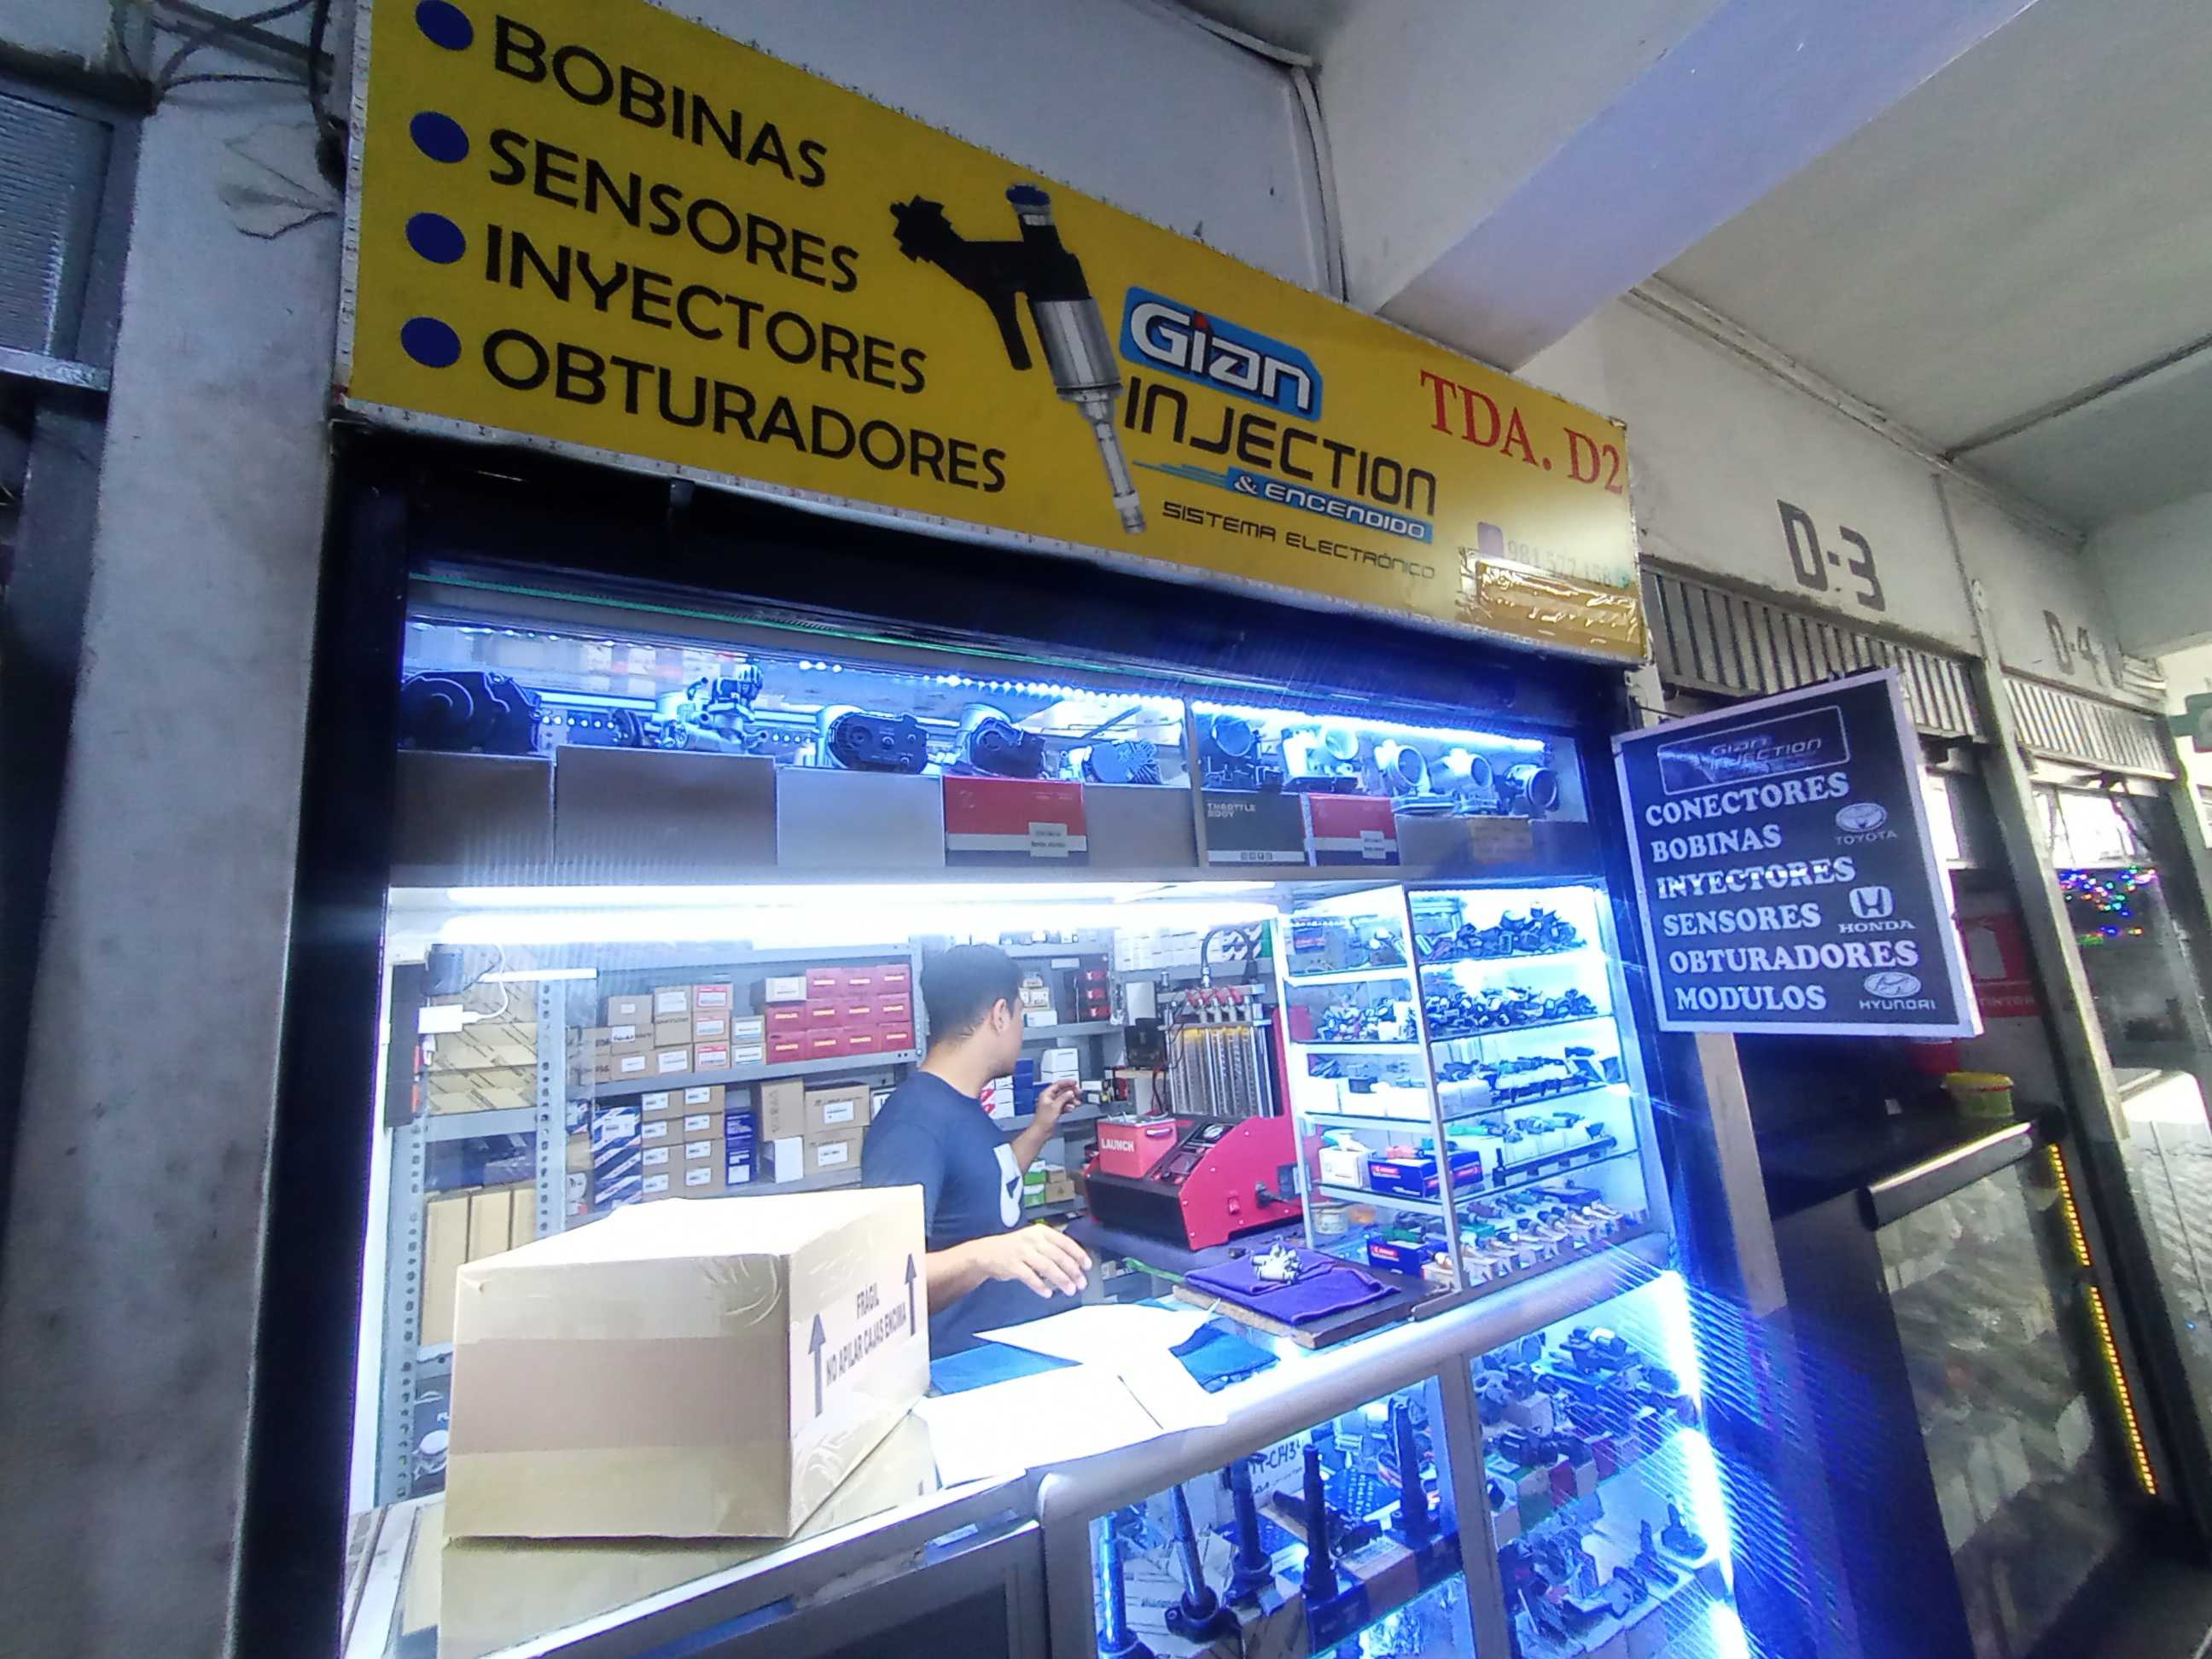 BOBINAS
SENSORES
INYECTORES
OBTURADORES
Gian
INJECTION
& ENCENDIDO
SISTEMA ELECTRÓNICO
TDA. D2
D-3
D-4
Gian
INJECTION
CONECTORES
BOBINAS
TOYOTA
INYECTORES
SENSORES
HONDA
OBTURADORES
MODULOS
HYUNDAI
THROTTLE
BODY
LAUNCH
FRÁGIL
NO APILAR CAJAS ENCIMA